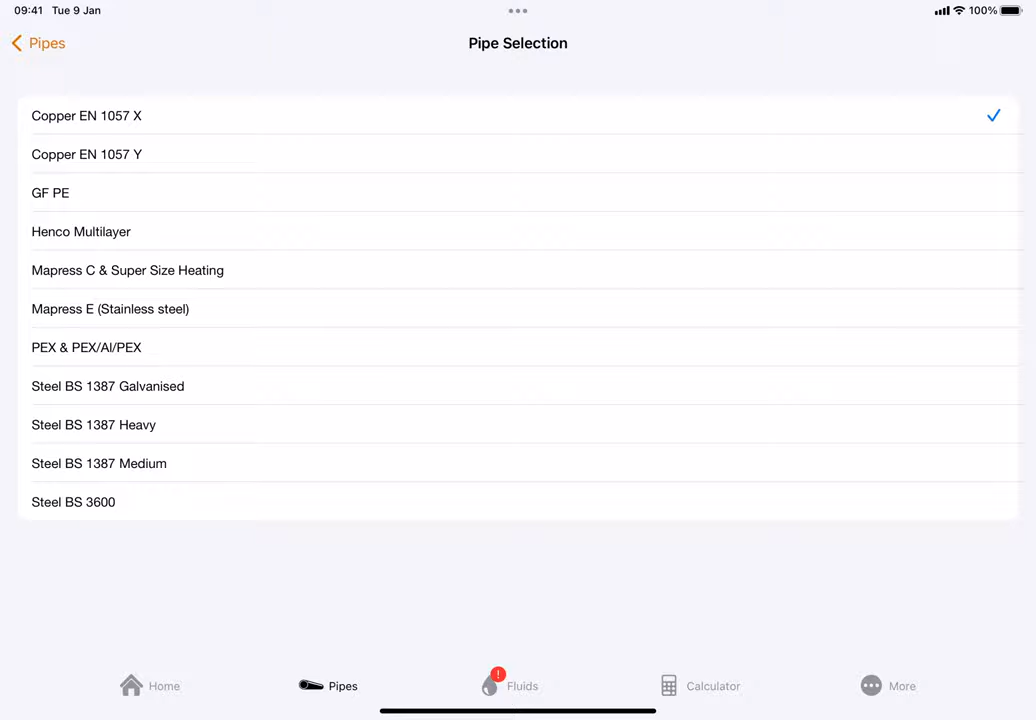 09:41 Tue 9 Jan
100%
Pipes
Pipe Selection
Copper EN 1057 X
Copper EN 1057 Y
GF PE
Henco Multilayer
Mapress C & Super Size Heating
Mapress E (Stainless steel)
PEX & PEX/Al/PEX
Steel BS 1387 Galvanised
Steel BS 1387 Heavy
Steel BS 1387 Medium
Steel BS 3600
Home
Pipes
!
Fluids
Calculator
More